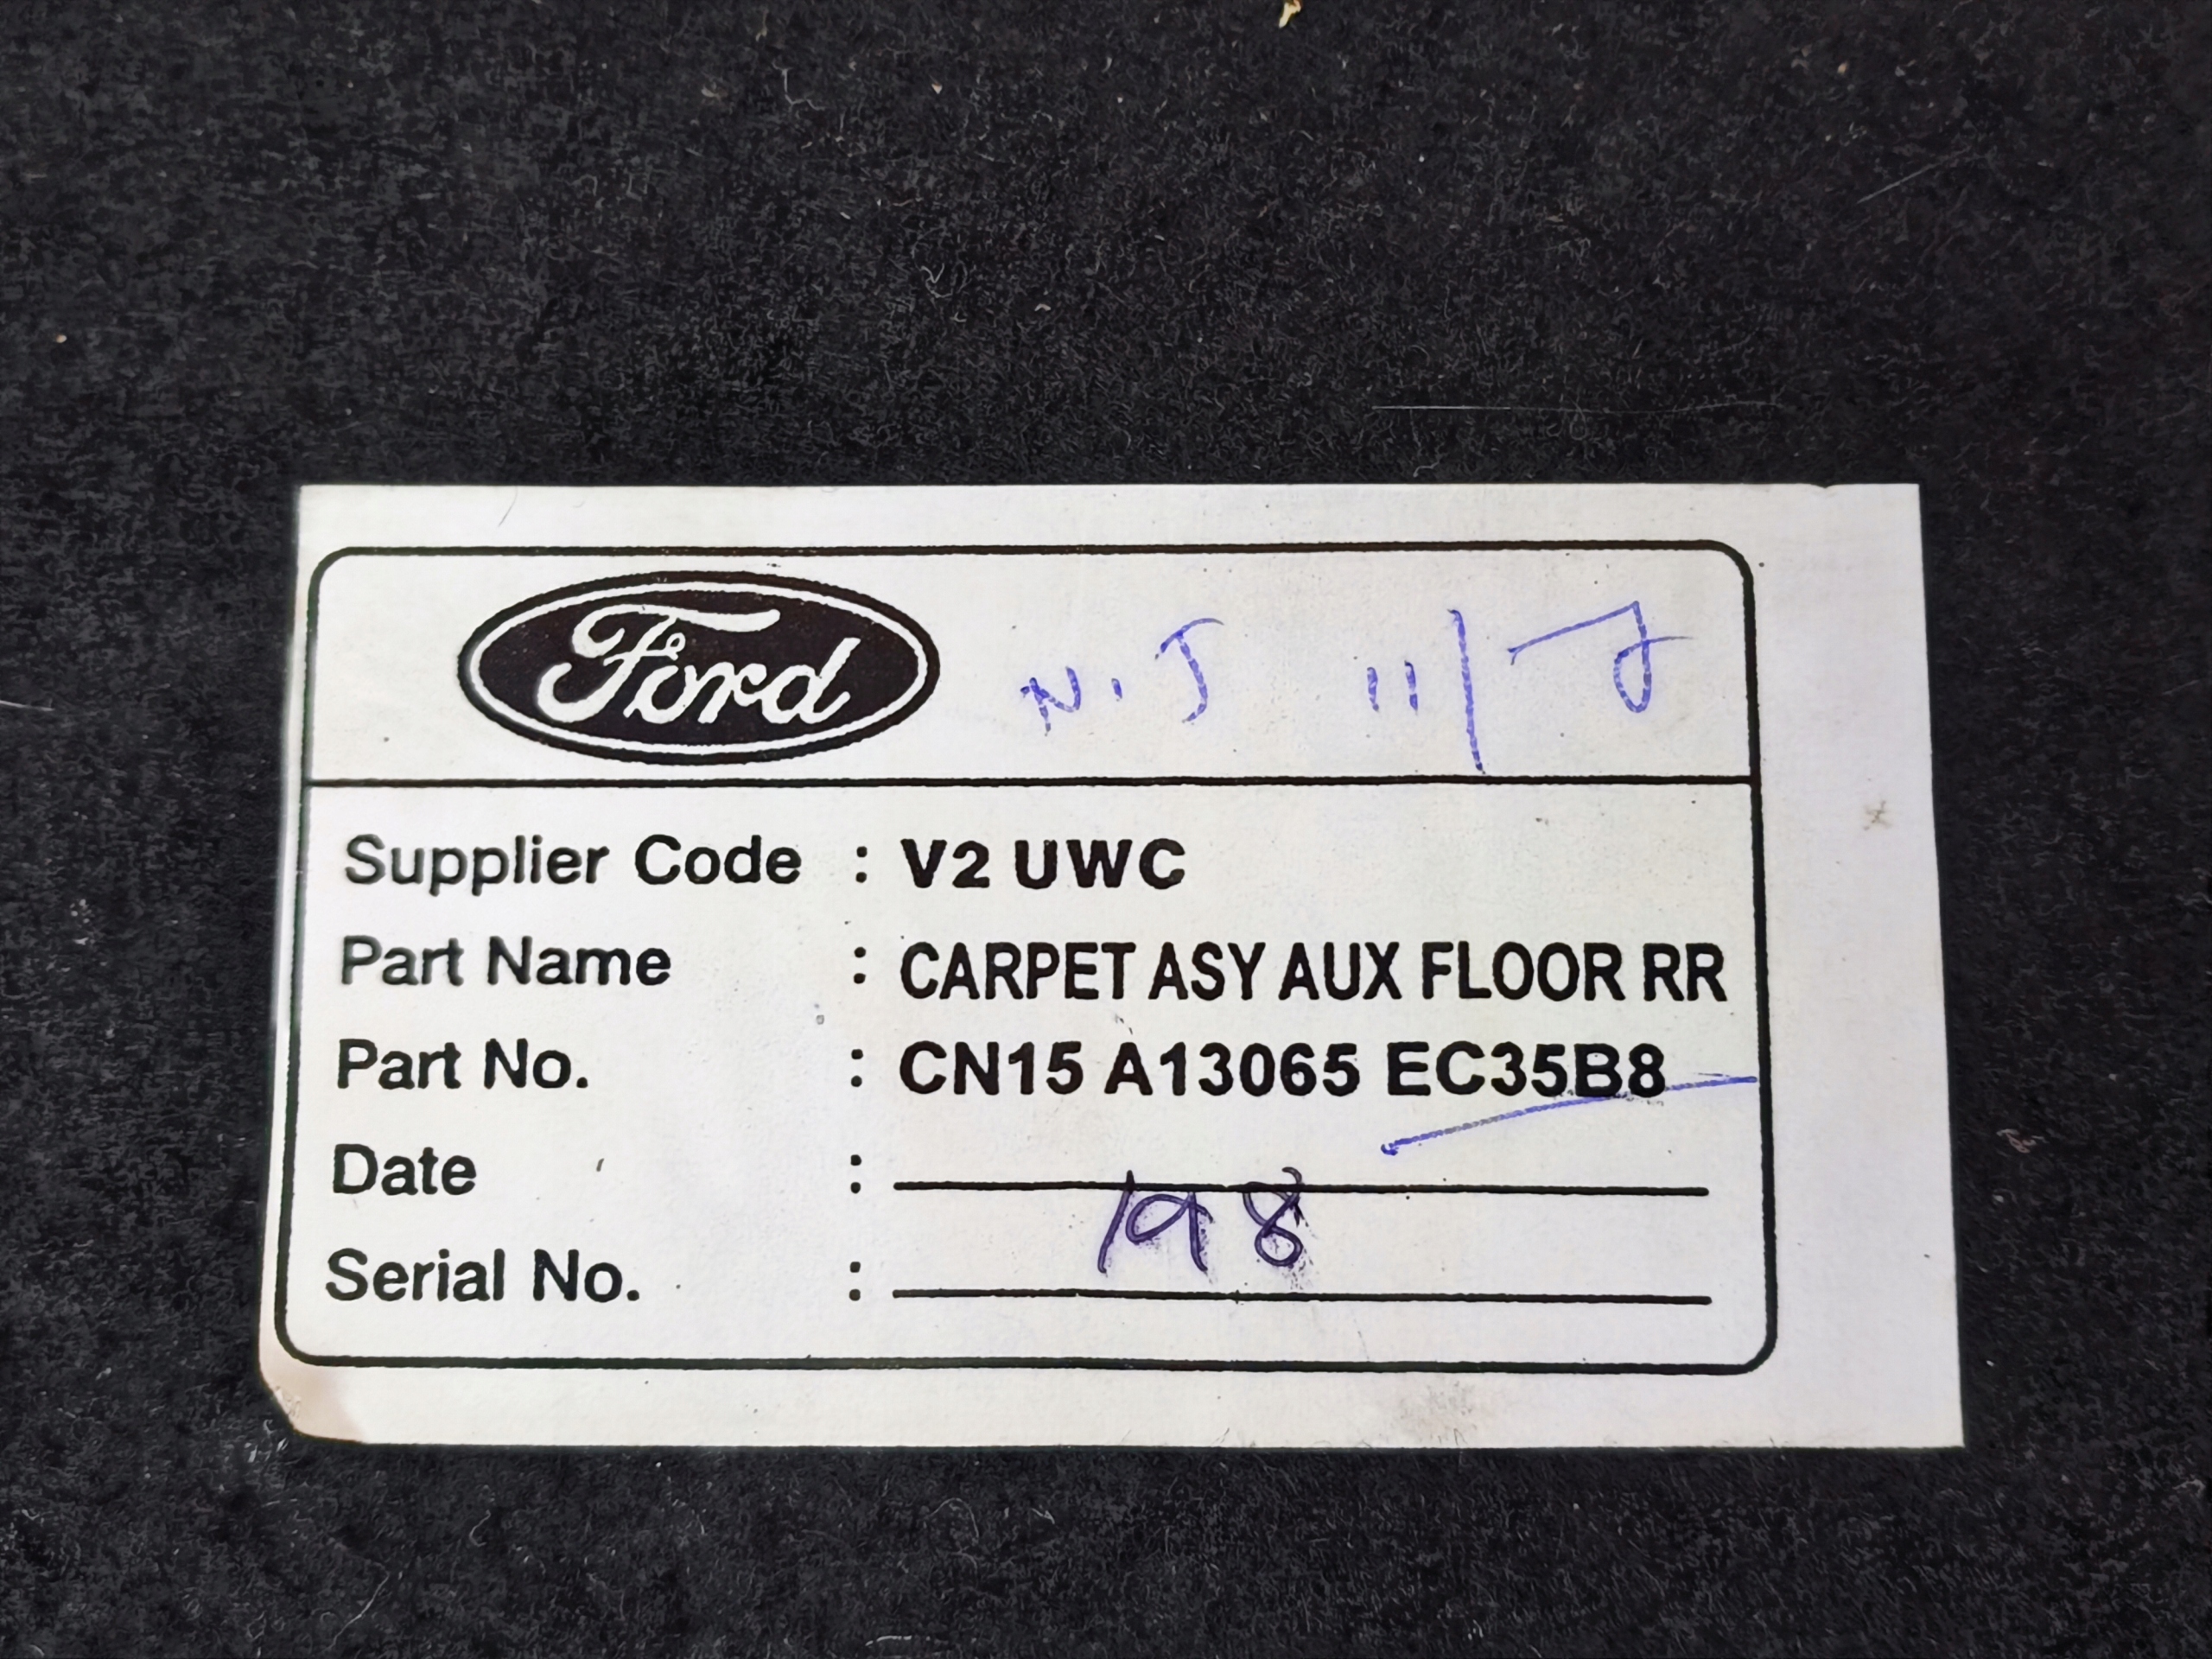 Ford N.J 11/7
Supplier Code : V2 UWC
Part Name : CARPET ASY AUX FLOOR RR
Part No. : CN15 A13065 EC35B8
Date :
Serial No. : 198